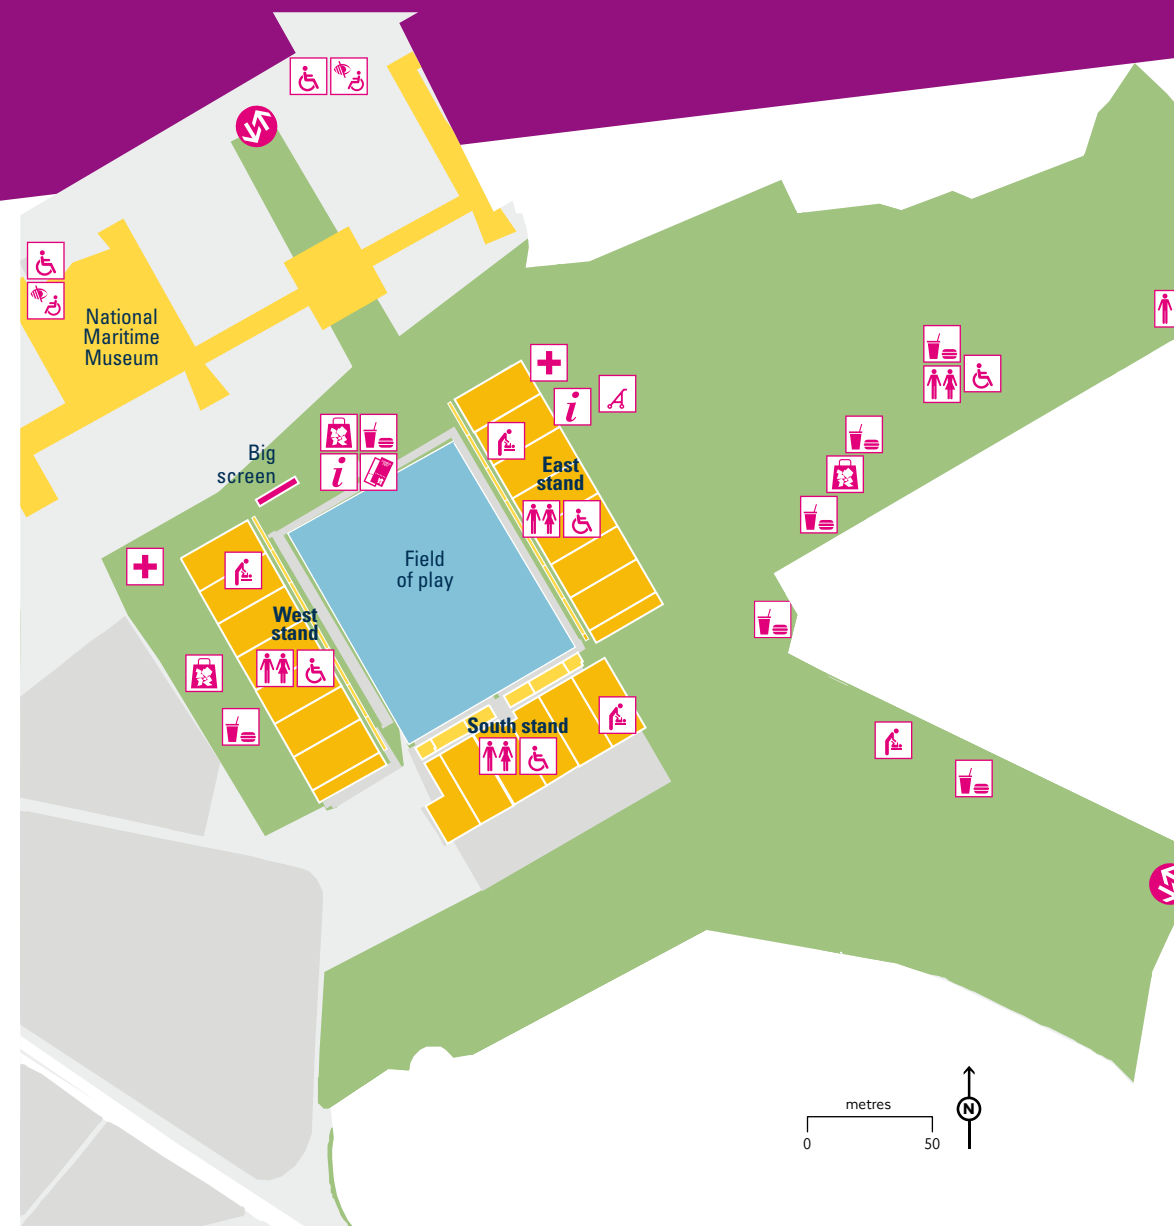 National
Maritime
Museum
Big
screen
East
stand
Field
of play
West
stand
South stand
metres
0
50
N